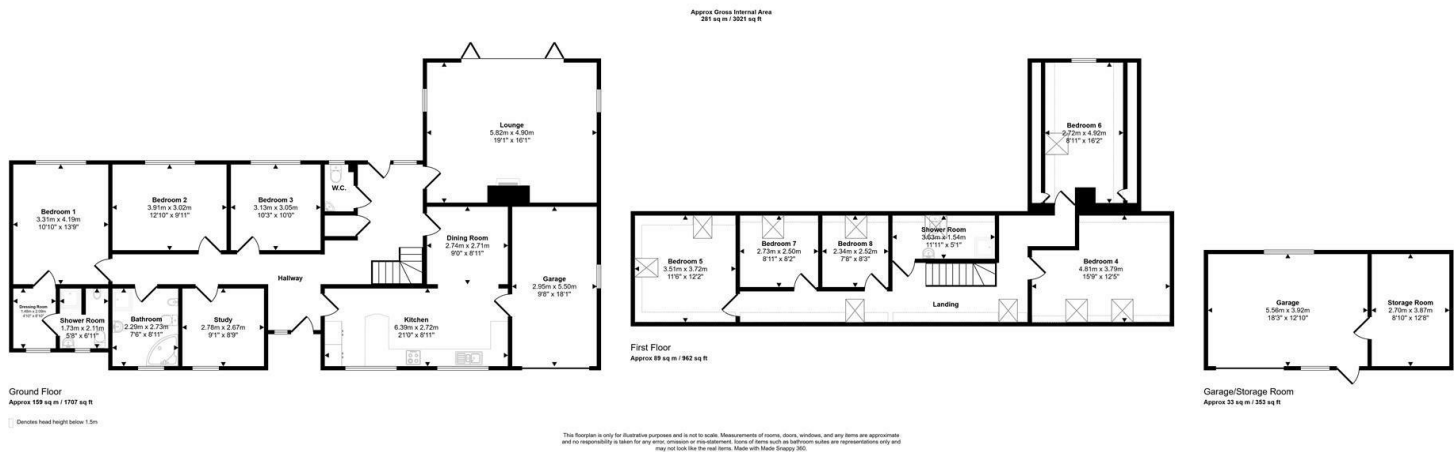 Approx Gross Internal Area
281 sq m / 3021 sq ft
Lounge
5.82m x 4.90m
19'1" x 16'1"
Bedroom 1
3.31m x 4.19m
10'10" x 13'9"
Bedroom 2
3.91m x 3.02m
12'10" x 9'11"
Bedroom 3
3.13m x 3.05m
10'3" x 10'0"
W.C.
Dining Room
2.74m x 2.71m
9'0" x 8'11"
Garage
2.95m x 5.50m
9'8" x 18'1"
Hallway
Dressing Room
Shower Room
1.73m x 2.11m
5'8" x 6'11"
Bathroom
2.29m x 2.73m
7'6" x 8'11"
Study
2.78m x 2.67m
9'1" x 8'9"
Kitchen
6.39m x 2.72m
21'0" x 8'11"
Ground Floor
Approx 159 sq m / 1707 sq ft
Denotes head height below 1.5m
Bedroom 6
2.72m x 4.92m
8'11" x 16'2"
Bedroom 5
3.51m x 3.72m
11'6" x 12'2"
Bedroom 7
2.73m x 2.50m
8'11" x 8'2"
Bedroom 8
2.34m x 2.52m
7'8" x 8'3"
Shower Room
3.63m x 1.54m
11'11" x 5'1"
Bedroom 4
4.81m x 3.79m
15'9" x 12'5"
Landing
First Floor
Approx 89 sq m / 962 sq ft
Garage
5.56m x 3.92m
18'3" x 12'10"
Storage Room
2.70m x 3.87m
8'10" x 12'8"
Garage/Storage Room
Approx 33 sq m / 353 sq ft
This floorplan is only for illustrative purposes and is not to scale. Measurements of rooms, doors, windows, and any items are approximate
and no responsibility is taken for any error, omission or mis-statement. Icons of items such as bathroom suites are representations only and
may not look like the real items. Made with Made Snappy 360.